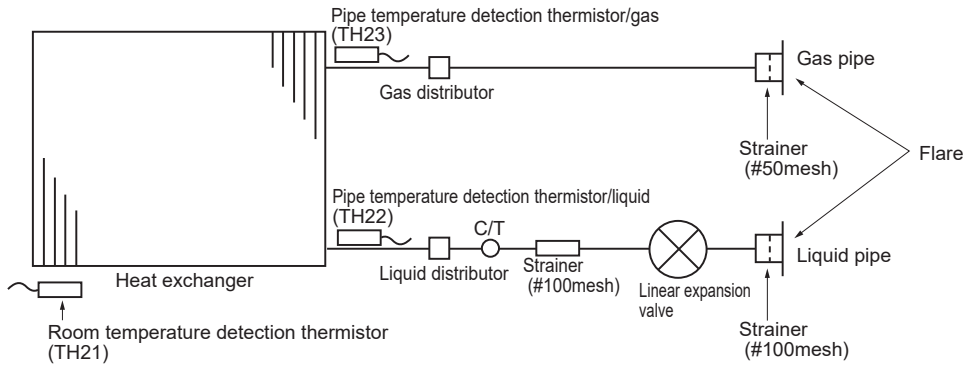 Pipe temperature detection thermistor/gas
(TH23)
Gas pipe
Gas distributor
Strainer
(#50mesh)
Flare
Pipe temperature detection thermistor/liquid
(TH22)
C/T
Liquid distributor
Strainer
(#100mesh)
Linear expansion
valve
Liquid pipe
Strainer
(#100mesh)
Heat exchanger
Room temperature detection thermistor
(TH21)